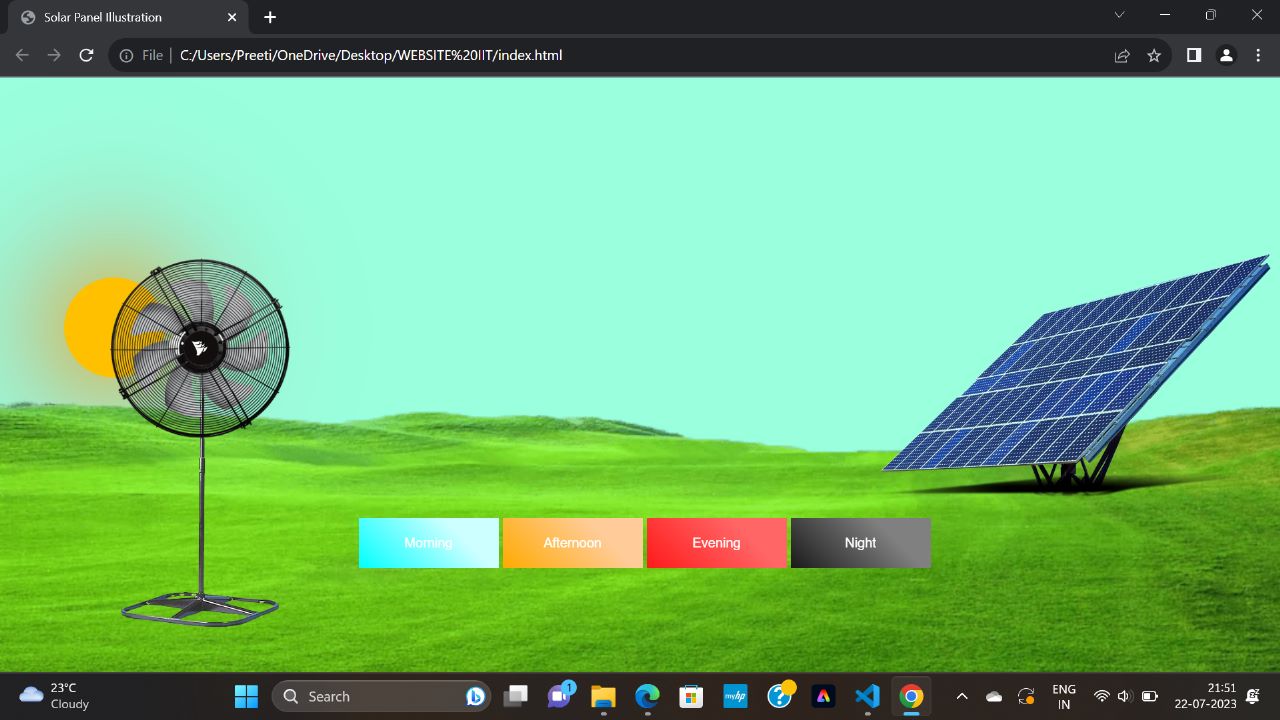 Solar Panel Illustration
File
C:/Users/Preeti/OneDrive/Desktop/WEBSITE%20IIT/index.html
Morning
Afternoon
Evening
Night
23°C
Cloudy
Search
1
myhp
ENG
IN
21:51
22-07-2023